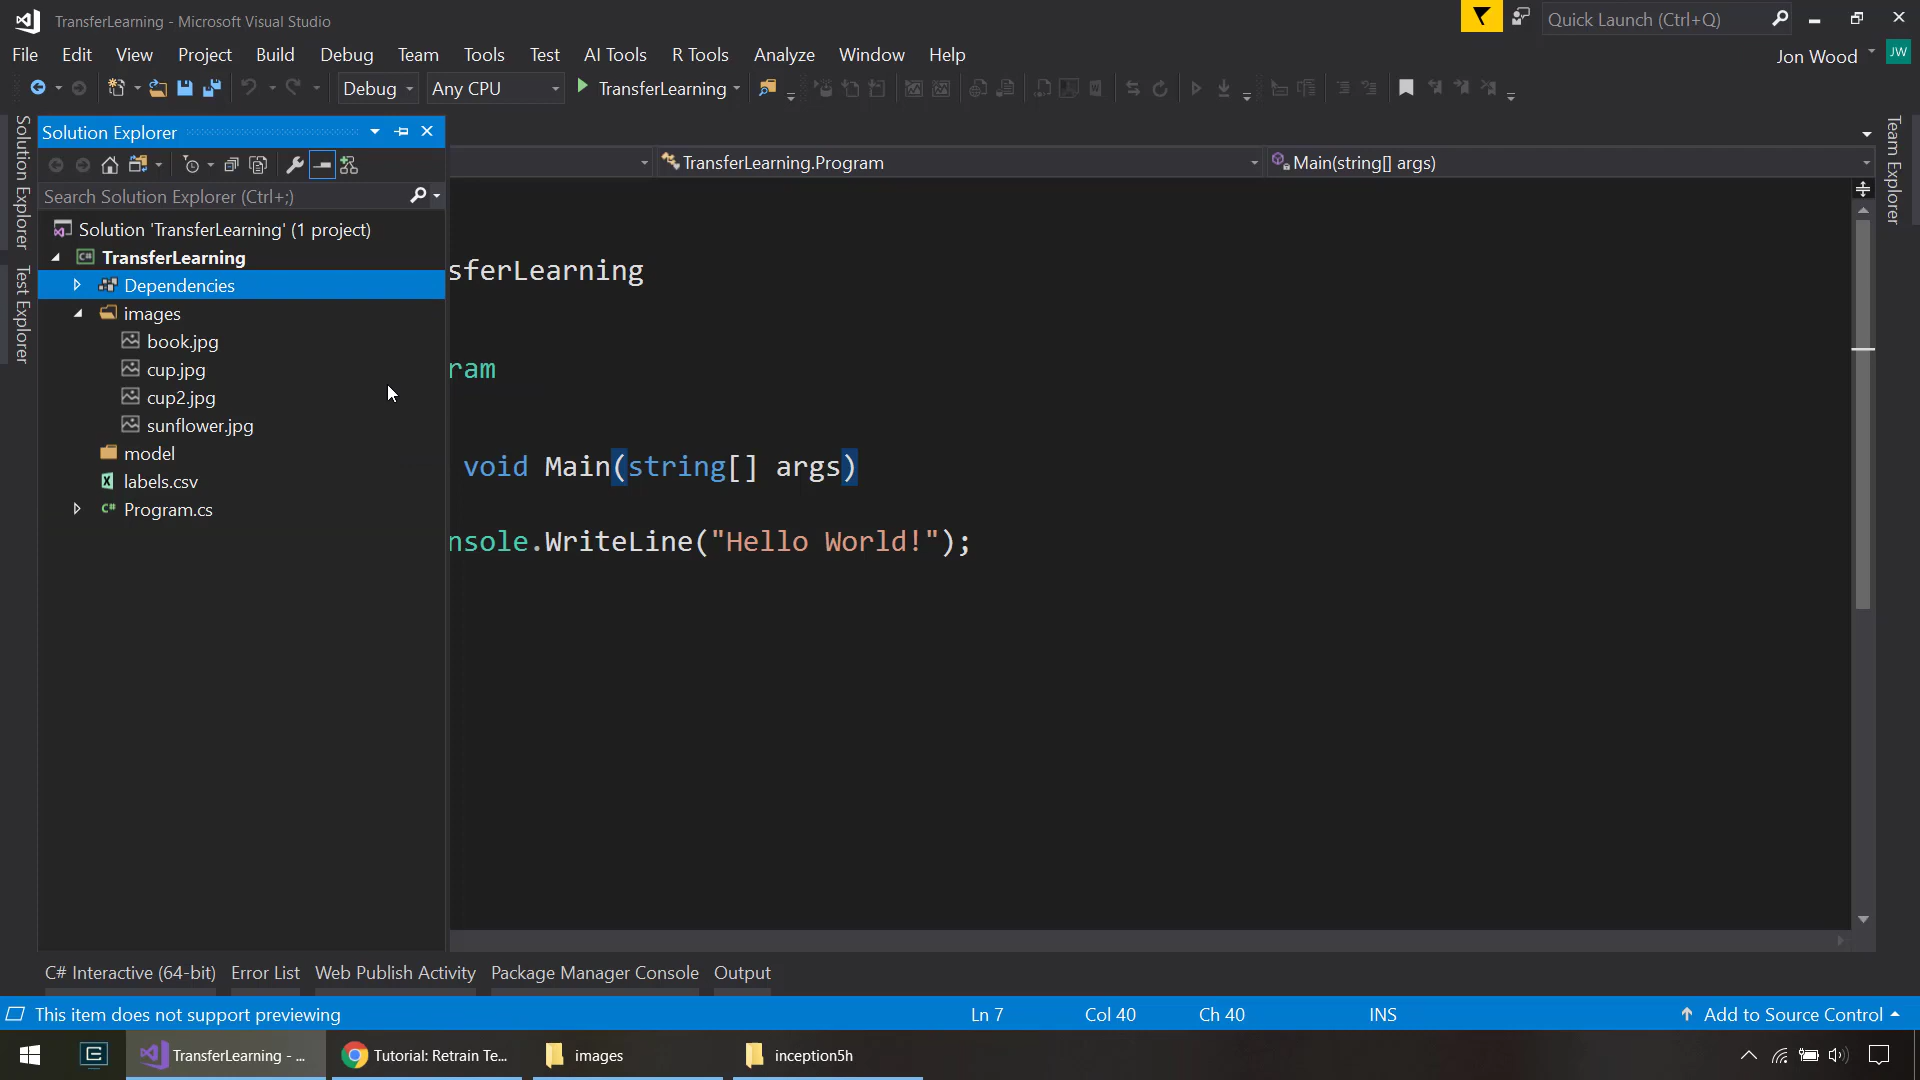 TransferLearning - Microsoft Visual Studio
Quick Launch (Ctrl+Q)
File Edit View Project Build Debug Team Tools Test AI Tools R Tools Analyze Window Help
Jon Wood JW
Debug Any CPU TransferLearning
Solution Explorer
Test Explorer
Solution Explorer
Search Solution Explorer (Ctrl+;)
Solution 'TransferLearning' (1 project)
TransferLearning
Dependencies
images
book.jpg
cup.jpg
cup2.jpg
sunflower.jpg
model
labels.csv
Program.cs
TransferLearning.Program
Main(string[] args)
sferLearning
ram
void Main(string[] args)
nsole.WriteLine("Hello World!");
Team Explorer
C# Interactive (64-bit) Error List Web Publish Activity Package Manager Console Output
This item does not support previewing
Ln 7 Col 40 Ch 40 INS
Add to Source Control
TransferLearning - ...
Tutorial: Retrain Te...
images
inception5h